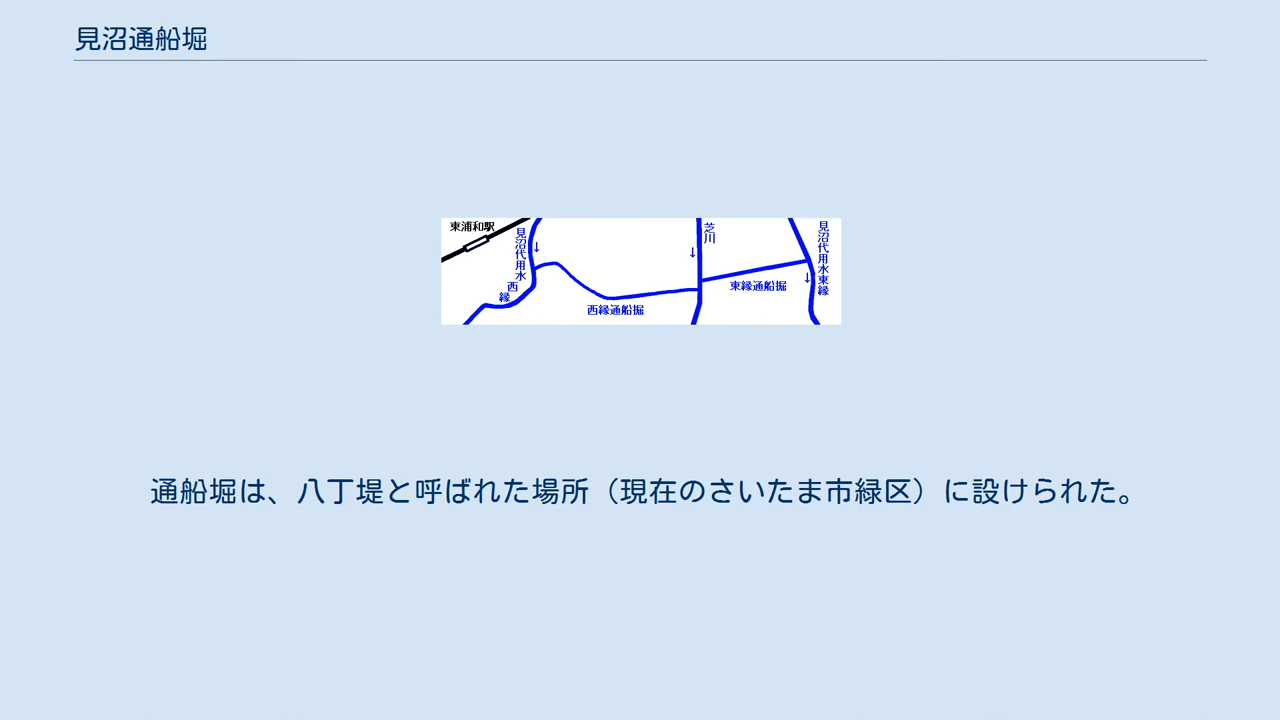 見沼通船堀
東浦和駅
見沼代用水西縁
↓
芝川
↓
見沼代用水東縁
↓
東縁通船掘
西縁通船掘
通船堀は、八丁堤と呼ばれた場所（現在のさいたま市緑区）に設けられた。